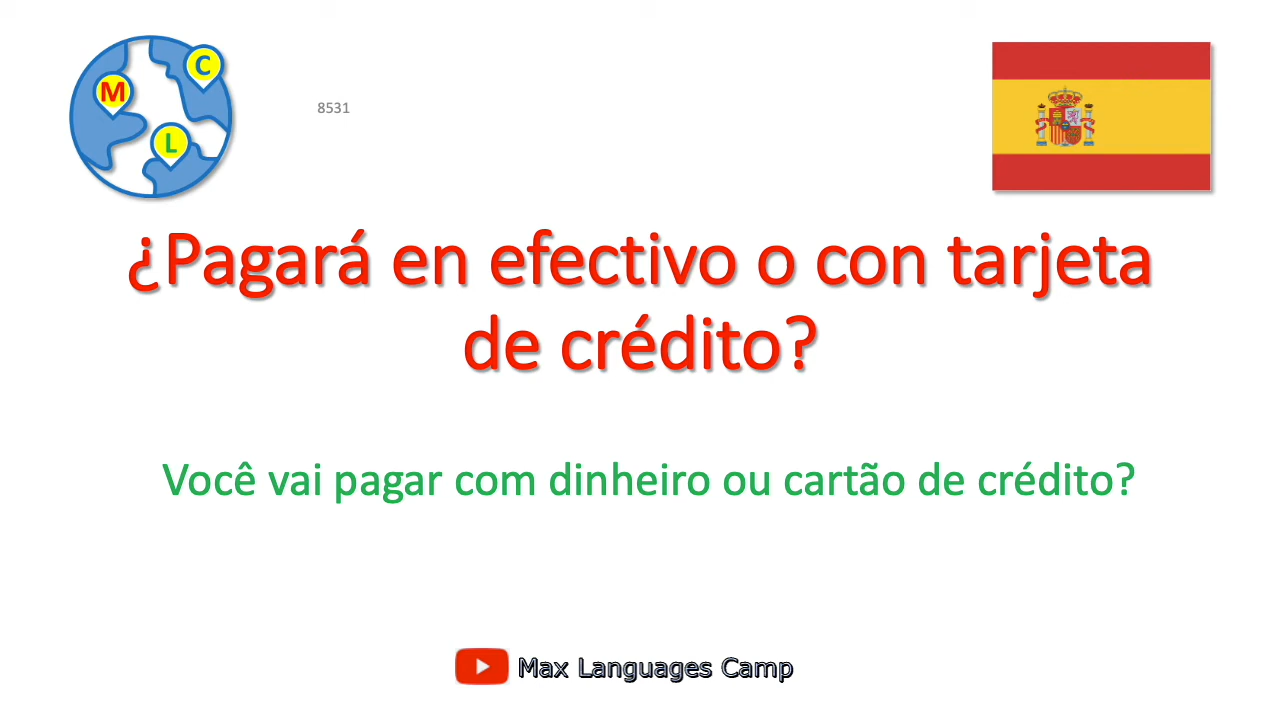 M
C
L
8531
¿Pagará en efectivo o con tarjeta
de crédito?
Você vai pagar com dinheiro ou cartão de crédito?
Max Languages Camp